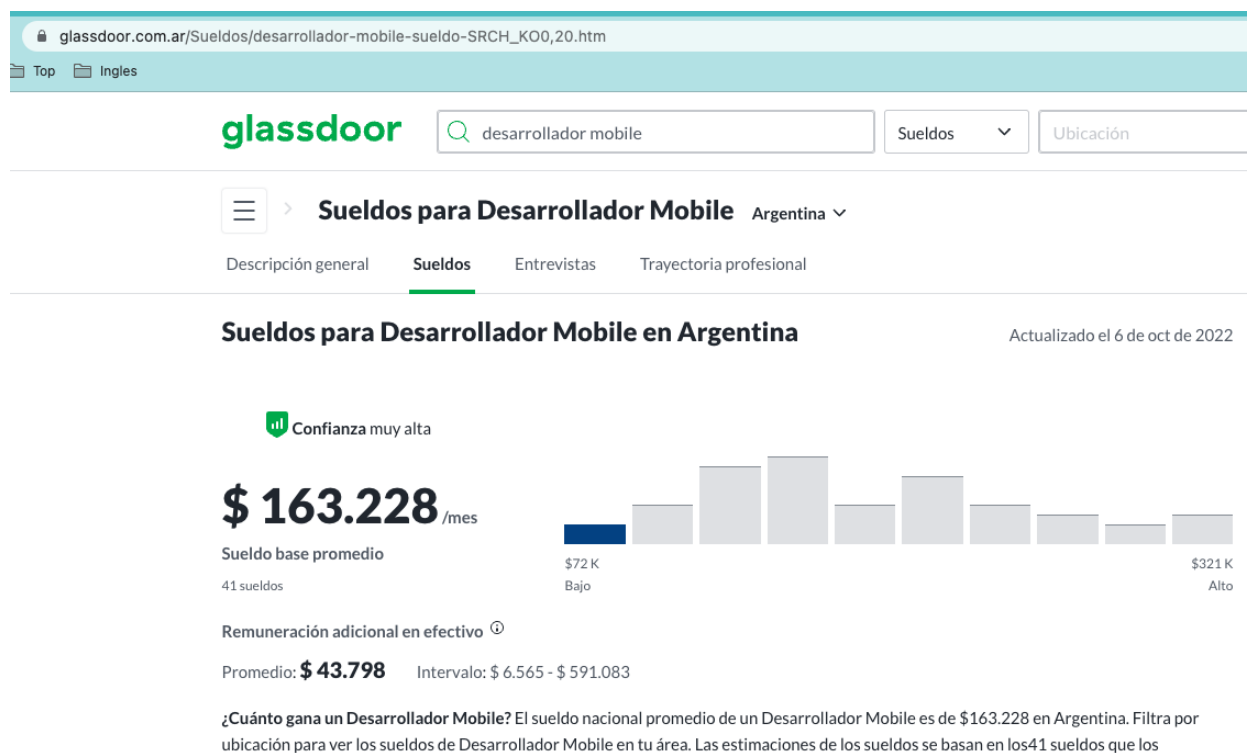 glassdoor.com.ar/Sueldos/desarrollador-mobile-sueldo-SRCH_KO0,20.htm
Top Ingles
glassdoor desarrollador mobile Sueldos Ubicación
Sueldos para Desarrollador Mobile Argentina
Descripción general Sueldos Entrevistas Trayectoria profesional
Sueldos para Desarrollador Mobile en Argentina Actualizado el 6 de oct de 2022
Confianza muy alta
$ 163.228 /mes
Sueldo base promedio
41 sueldos
$72 K $321 K
Bajo Alto
Remuneración adicional en efectivo
Promedio: $ 43.798 Intervalo: $ 6.565 - $ 591.083
¿Cuánto gana un Desarrollador Mobile? El sueldo nacional promedio de un Desarrollador Mobile es de $163.228 en Argentina. Filtra por
ubicación para ver los sueldos de Desarrollador Mobile en tu área. Las estimaciones de los sueldos se basan en los41 sueldos que los